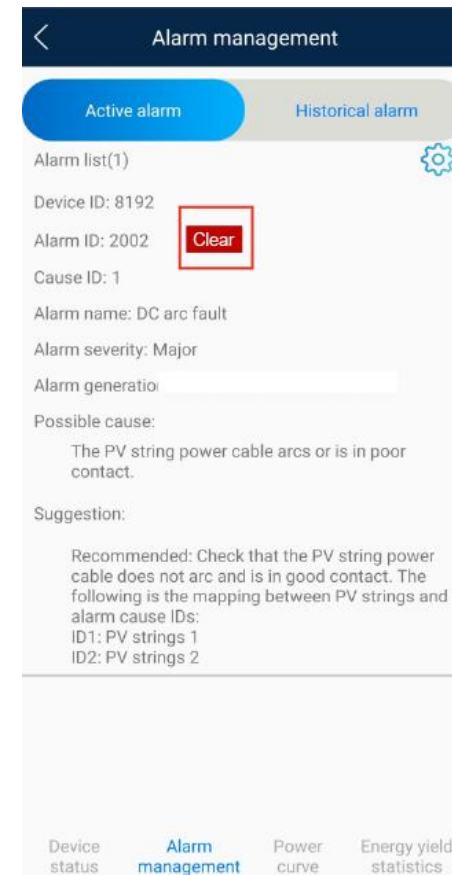 Alarm management
Active alarm
Historical alarm
Alarm list(1)
Device ID: 8192
Alarm ID: 2002
Clear
Cause ID: 1
Alarm name: DC arc fault
Alarm severity: Major
Alarm generatio
Possible cause:
The PV string power cable arcs or is in poor
contact.
Suggestion:
Recommended: Check that the PV string power
cable does not arc and is in good contact. The
following is the mapping between PV strings and
alarm cause IDs:
ID1: PV strings 1
ID2: PV strings 2
Device status
Alarm management
Power curve
Energy yield statistics